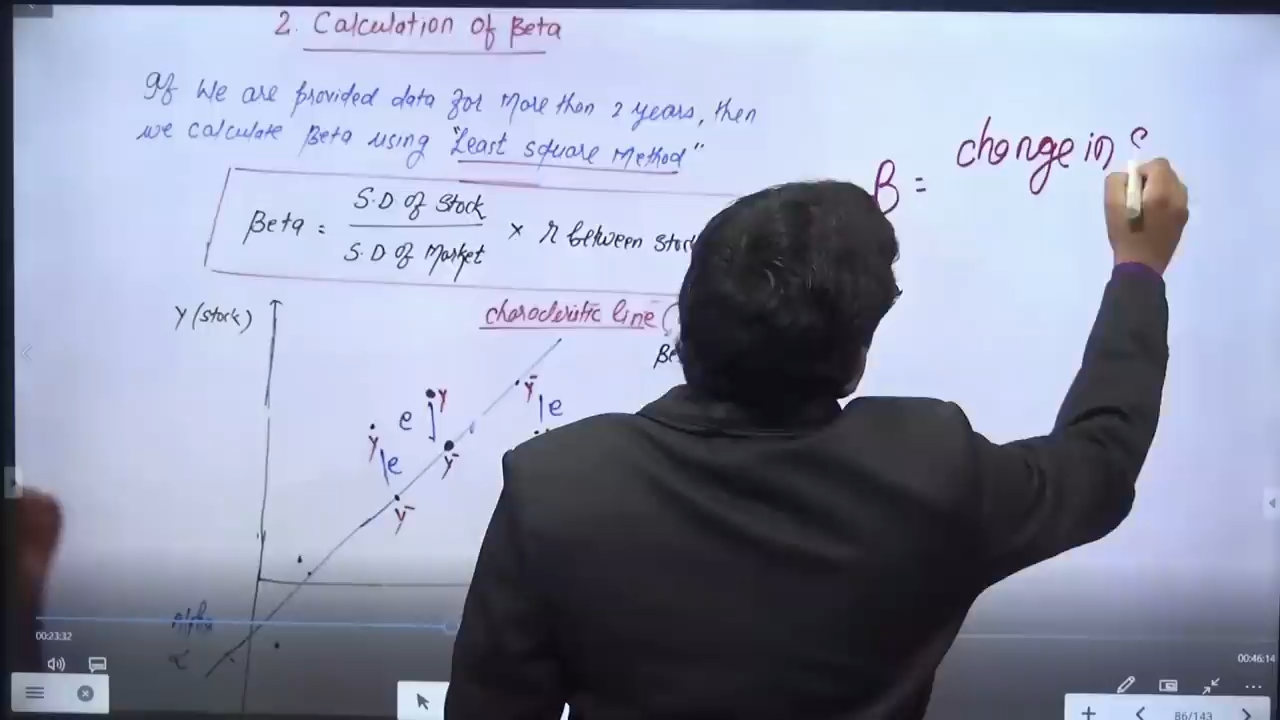 2. Calculation of Beta
If We are provided data for More than 2 years, then
we calculate Beta using "Least square Method"
β = change in
Beta = S.D of Stock / S.D of Market × r between
Y (stock)
characteristic line (
Y
e
Y
e
Y
e
Y
Y
Alpha
α
00:23:32
00:46:14
86/143